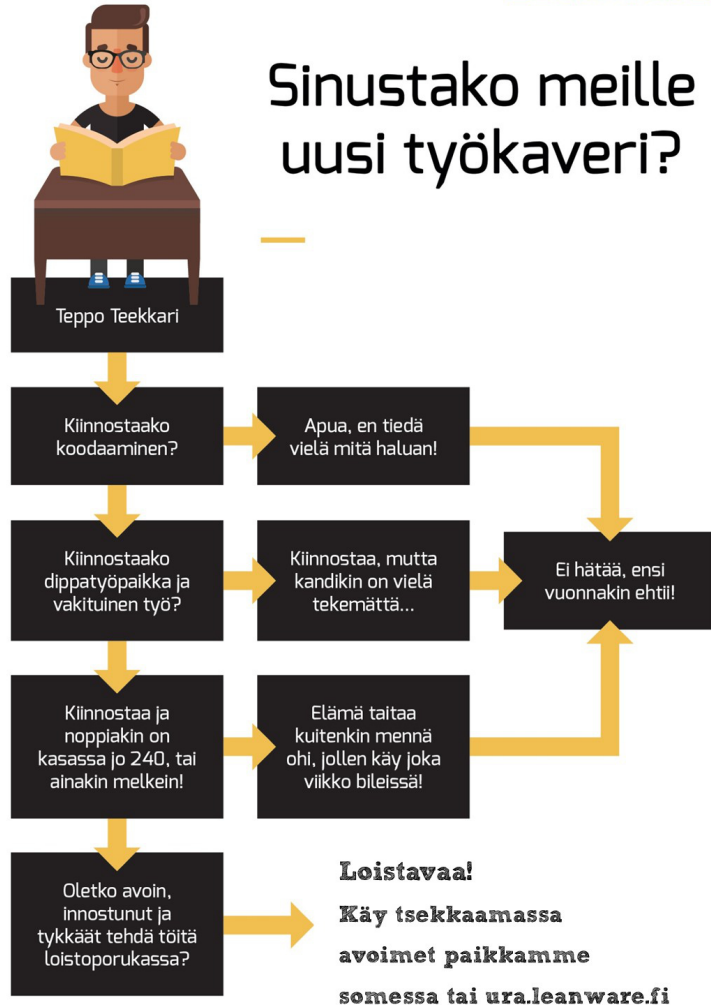 Sinustako meille
uusi työkaveri?
Teppo Teekkari
Kiinnostaako
koodaaminen?
Apua, en tiedä
vielä mitä haluan!
Kiinnostaako
dippatyöpaikka ja
vakituinen työ?
Kiinnostaa, mutta
kandikin on vielä
tekemättä...
Ei hätää, ensi
vuonnakin ehtii!
Kiinnostaa ja
noppiakin on
kasassa jo 240, tai
ainakin melkein!
Elämä taitaa
kuitenkin mennä
ohi, jollen käy joka
viikko bileissä!
Oletko avoin,
innostunut ja
tykkäät tehdä töitä
loistoporukassa?
Loistavaa!
Käy tsekkaamassa
avoimet paikkamme
somessa tai ura.leanware.fi